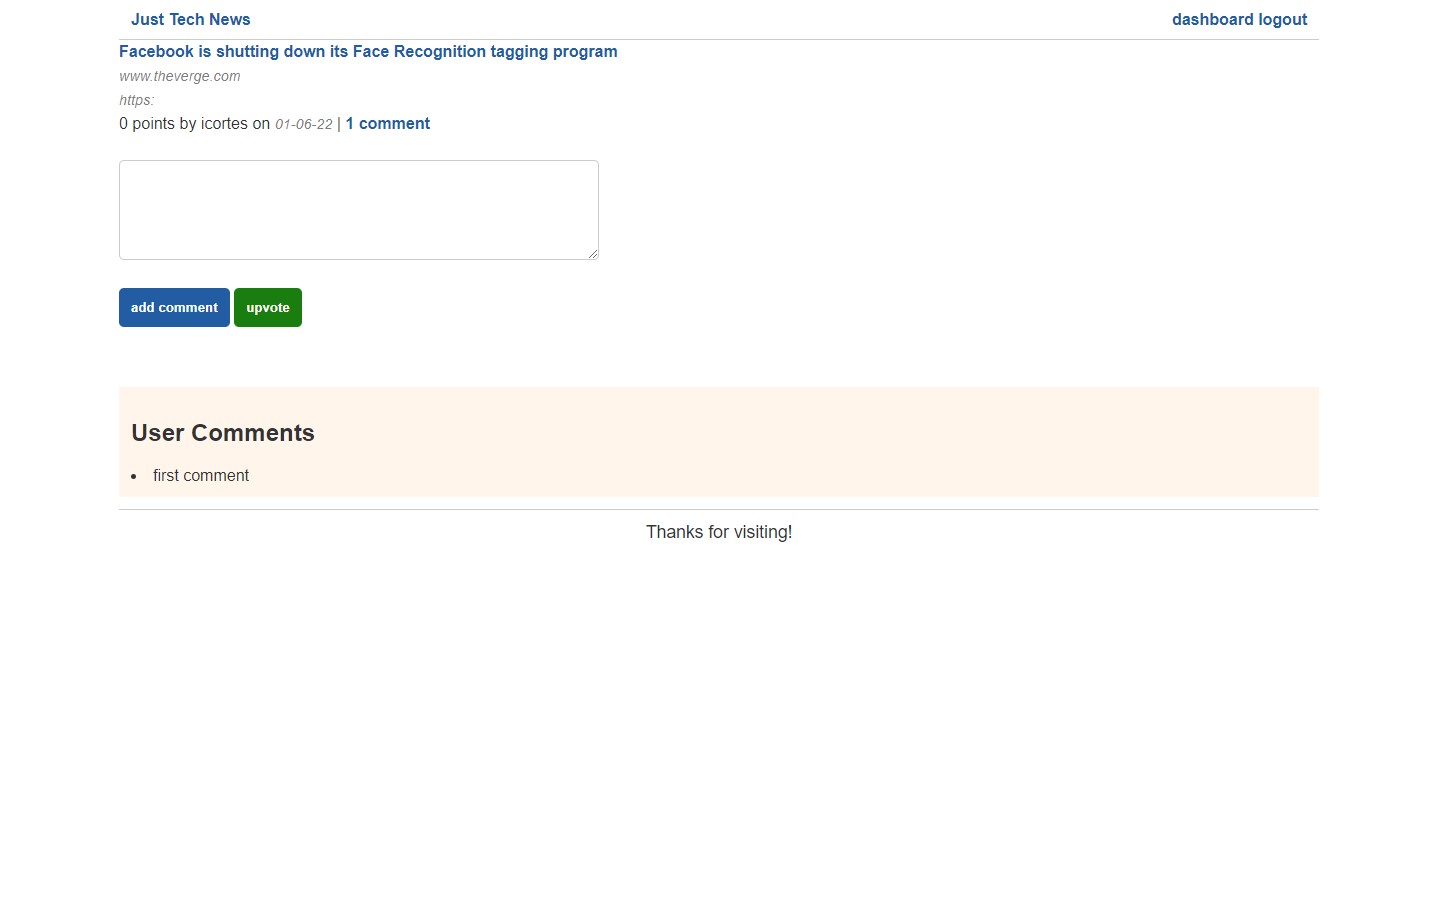 Just Tech News
dashboard logout
Facebook is shutting down its Face Recognition tagging program
www.theverge.com
https:
0 points by icortes on 01-06-22 | 1 comment
add comment upvote
User Comments
• first comment
Thanks for visiting!